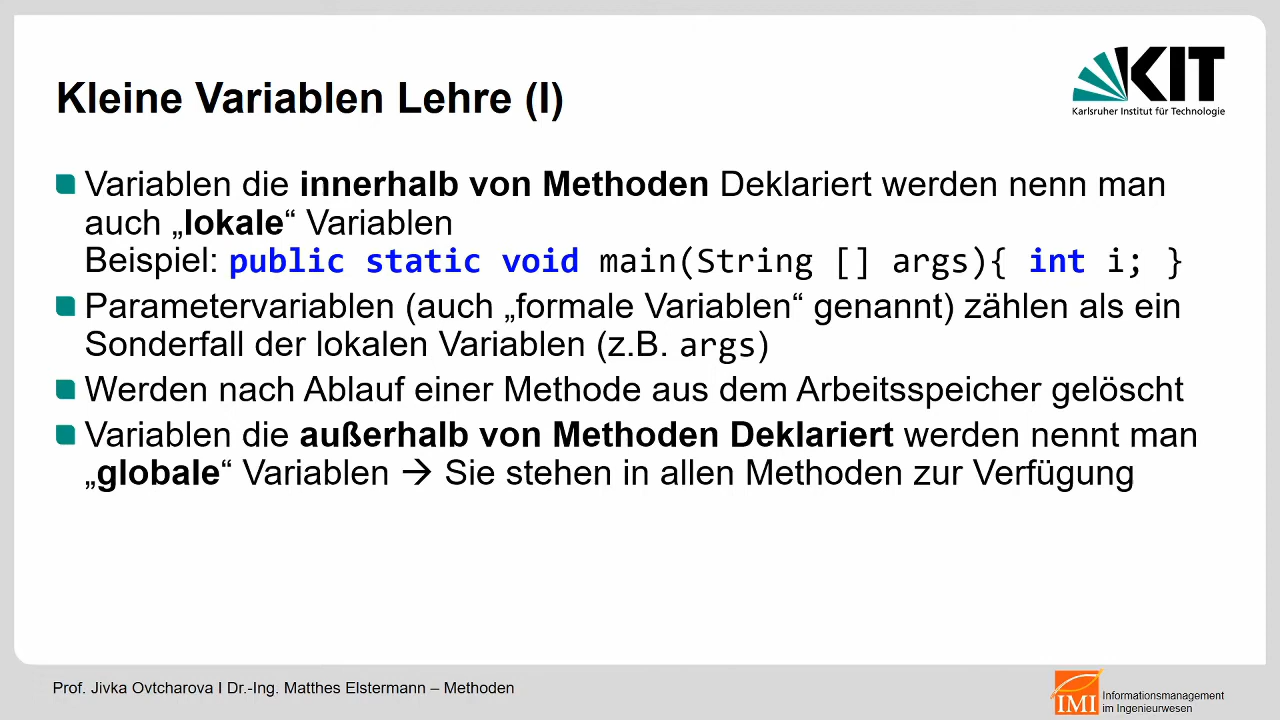 Kleine Variablen Lehre (I)
KIT
Karlsruher Institut für Technologie
Variablen die innerhalb von Methoden Deklariert werden nenn man
auch „lokale“ Variablen
Beispiel: public static void main(String [] args){ int i; }
Parametervariablen (auch „formale Variablen“ genannt) zählen als ein
Sonderfall der lokalen Variablen (z.B. args)
Werden nach Ablauf einer Methode aus dem Arbeitsspeicher gelöscht
Variablen die außerhalb von Methoden Deklariert werden nennt man
„globale“ Variablen → Sie stehen in allen Methoden zur Verfügung
Prof. Jivka Ovtcharova I Dr.-Ing. Matthes Elstermann – Methoden
IMI
Informationsmanagement
im Ingenieurwesen